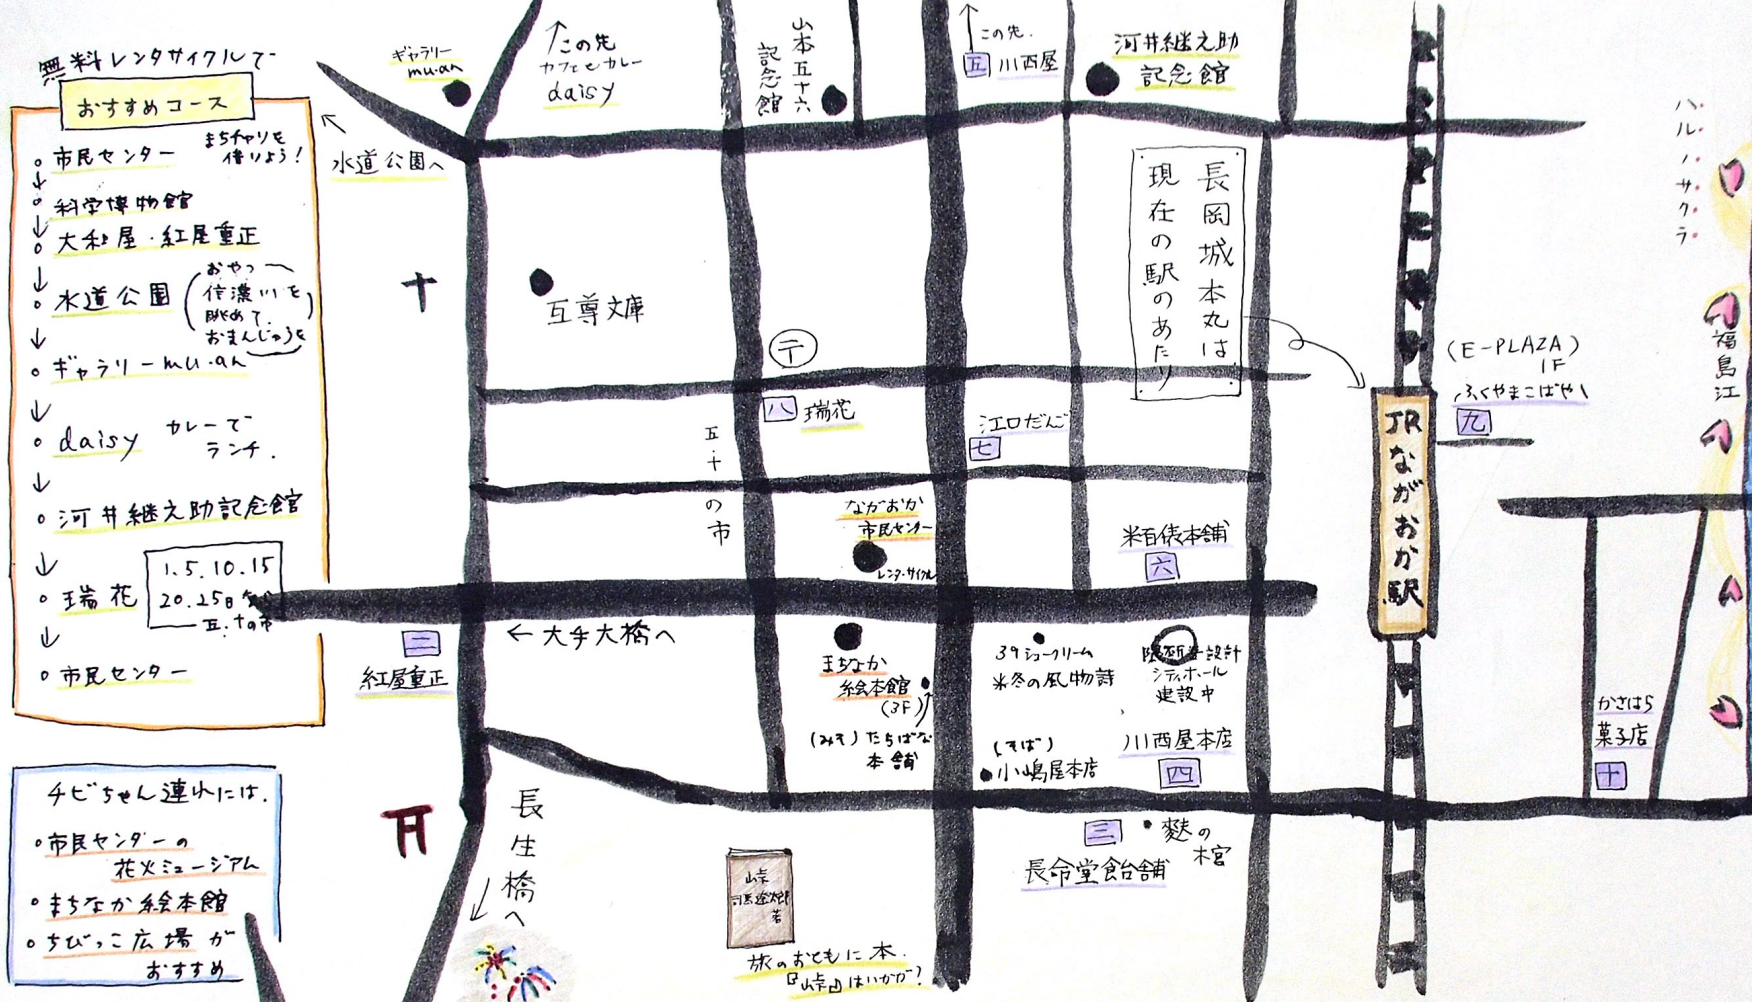 無料レンタサイクルで
おすすめコース
まちチャリを
借りよう!
市民センター
↓
科学博物館
↓
大和屋・紅屋重正
↓
水道公園
(おやつ
信濃川を
眺めて、
おまんじゅうを)
↓
ギャラリーmu・an
↓
daisy
カレーで
ランチ.
↓
河井継之助記念館
↓
瑞花
1.5.10.15
20.25日
五・十の市
↓
市民センター
チビちゃん連れには、
・市民センターの
花火ミュージアム
・まちなか絵本館
・ちびっこ広場が
おすすめ
ギャラリー
mu・an
この先
カフェモカレー
daisy
水道公園へ
山本五十六
記念館
この先.
五 川西屋
河井継之助
記念館
長岡城本丸は
現在の駅のあたり
互尊文庫
〒
八 瑞花
江口だんご
七
五・十の市
ながおか
市民センター
レンタサイクル
米百俵本舗
六
JRながおか駅
(E-PLAZA)
1F
ふくやまこばやし
九
ハルノサクラ
福島江
二
紅屋重正
←大手大橋へ
まちなか
絵本館
(3F)
(みそ)たちばな
本舗
39シュークリーム
※冬の風物詩
隈研吾設計
シティホール
建設中
(そば)
小嶋屋本店
川西屋本店
四
かさはら
菓子店
十
三
長命堂飴舗
麩の
木宮
長生橋へ
峠
司馬遼太郎
著
旅のおともに本.
『峠』はいかが?